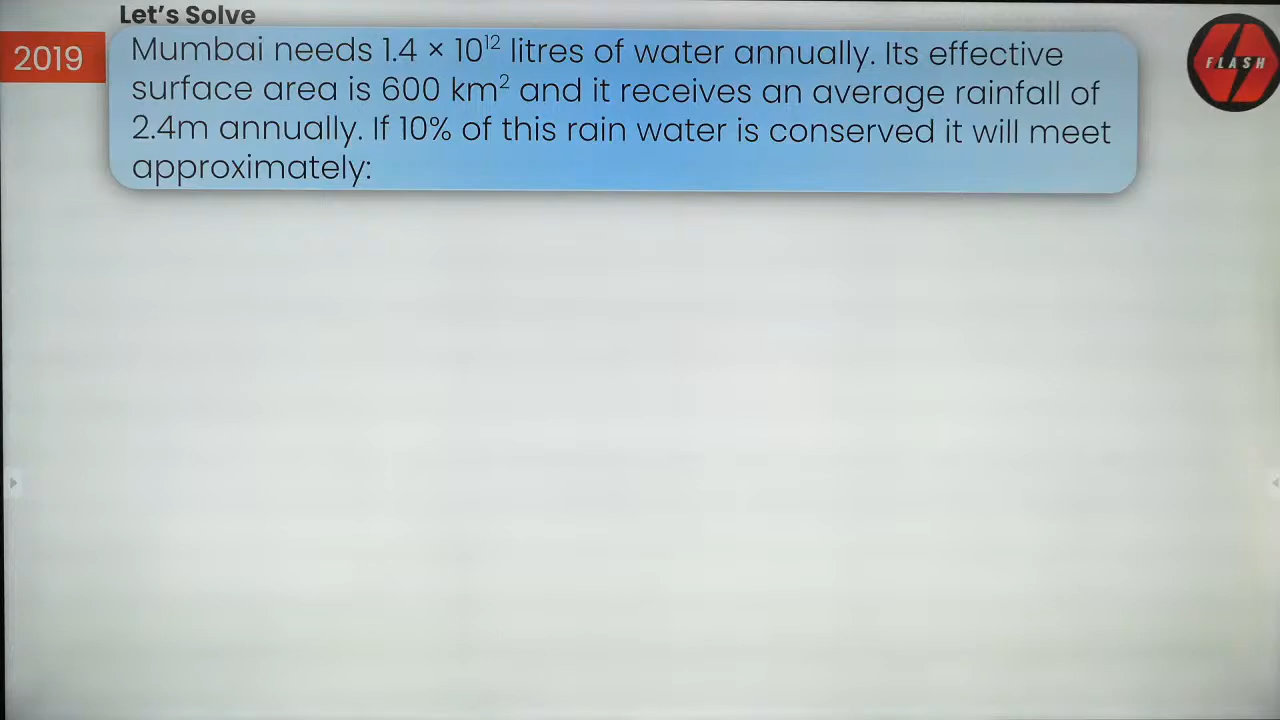 Let's Solve
2019
Mumbai needs 1.4 × 10¹² litres of water annually. Its effective
surface area is 600 km² and it receives an average rainfall of
2.4m annually. If 10% of this rain water is conserved it will meet
approximately:
FLASH